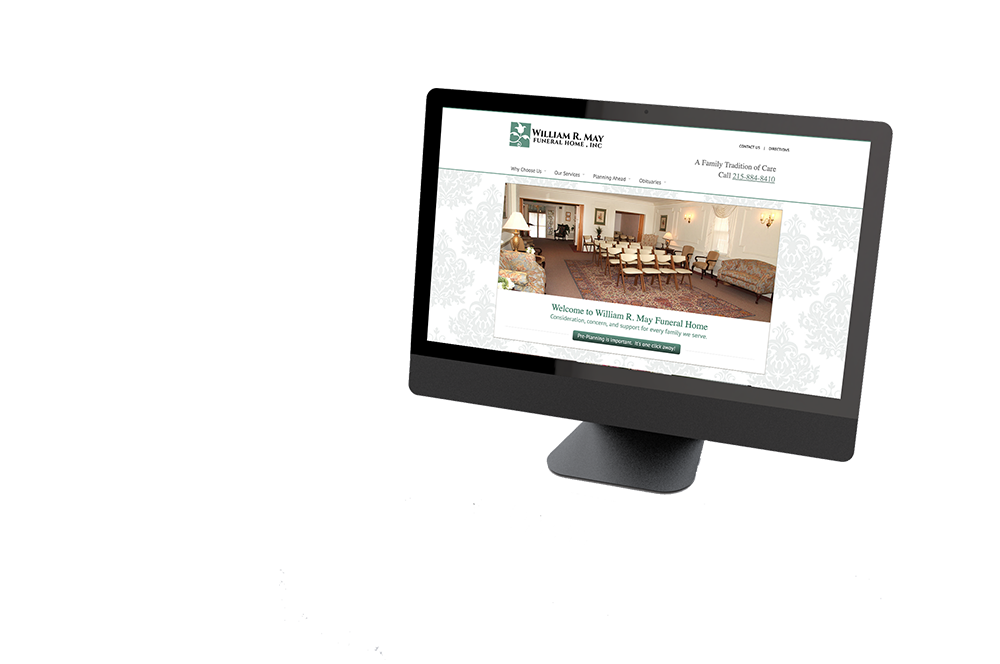 WILLIAM R. MAY
FUNERAL HOME, INC
CONTACT US | DIRECTIONS
A Family Tradition of Care
Call 215-884-8410
Why Choose Us Our Services Planning Ahead Obituaries
Welcome to William R. May Funeral Home
Consideration, concern, and support for every family we serve.
Pre-Planning is important. It's one click away!